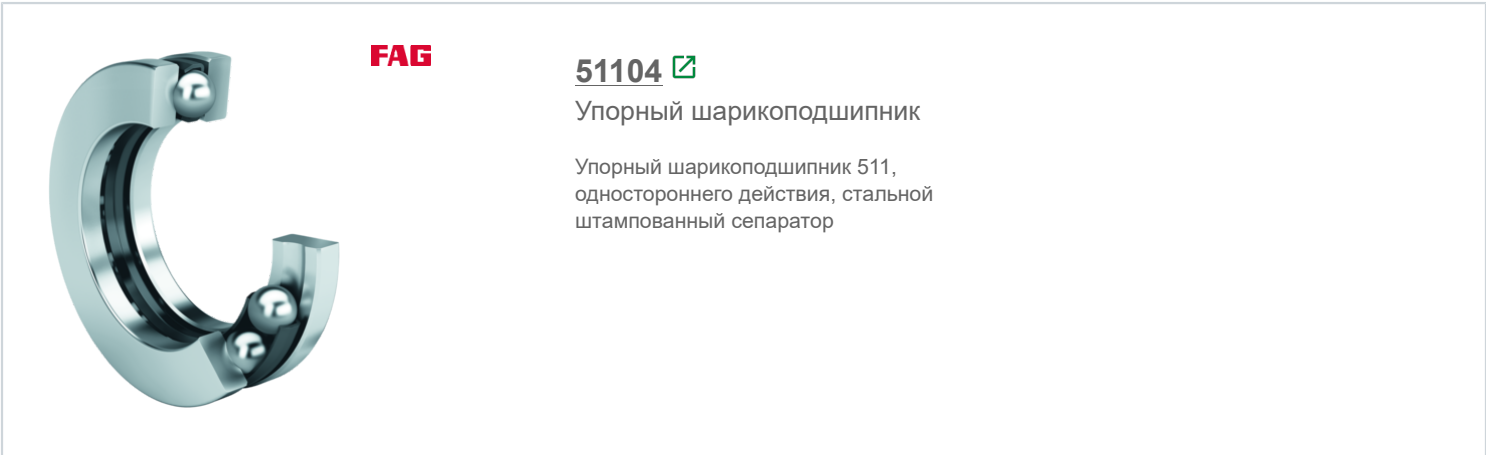 FAG
51104
Упорный шарикоподшипник
Упорный шарикоподшипник 511,
одностороннего действия, стальной
штампованный сепаратор